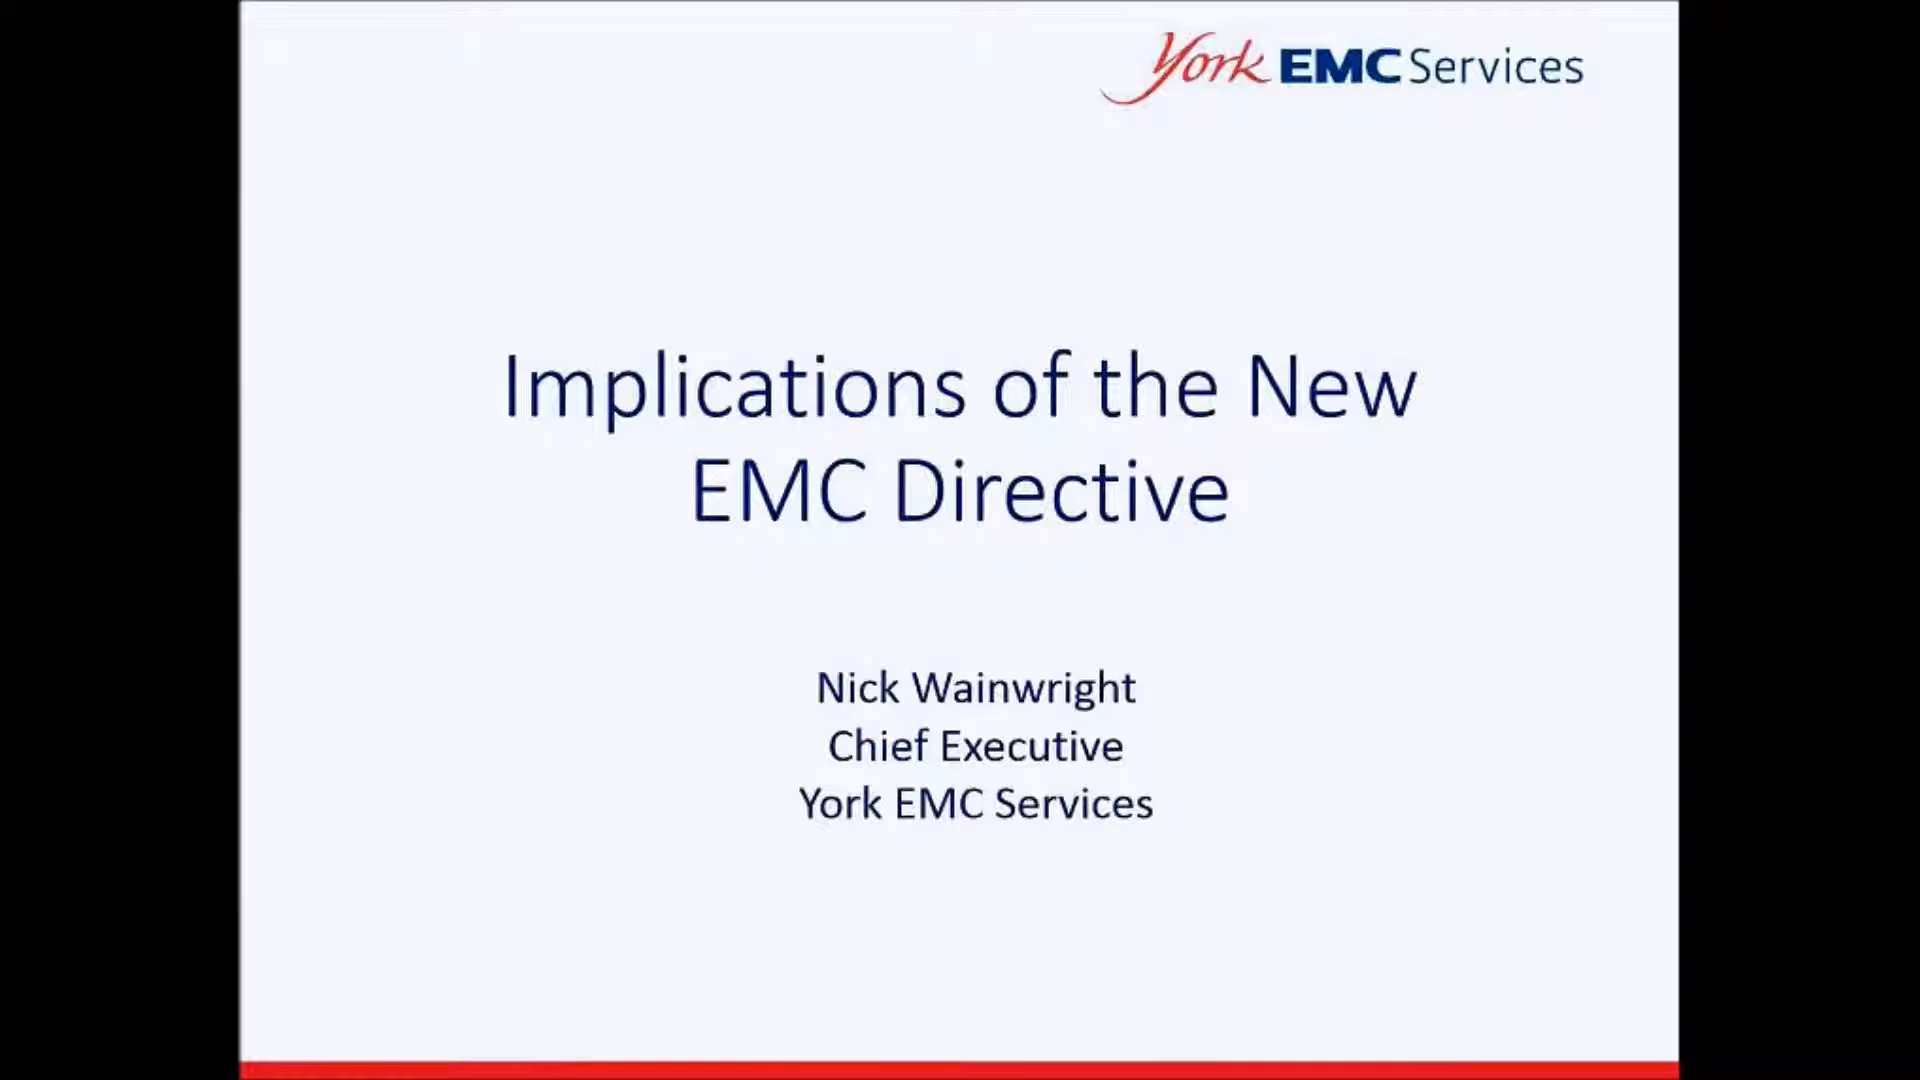 York EMC Services
Implications of the New
EMC Directive
Nick Wainwright
Chief Executive
York EMC Services